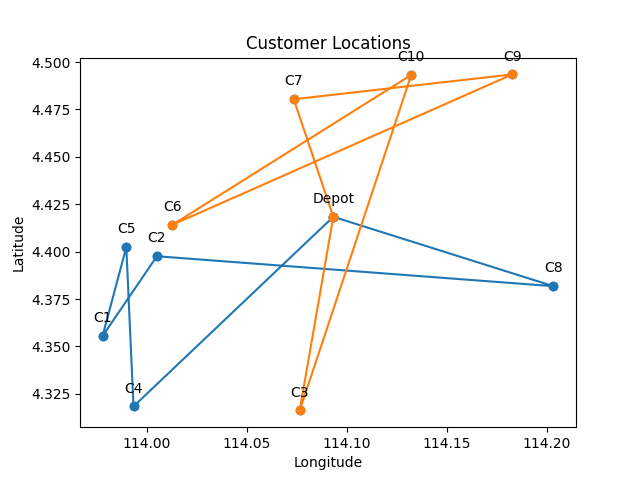 Customer Locations
C10
C9
C7
Depot
C6
C5
C2
C8
C1
C4
C3
4.500
4.475
4.450
4.425
4.400
4.375
4.350
4.325
Latitude
114.00 114.05 114.10 114.15 114.20
Longitude